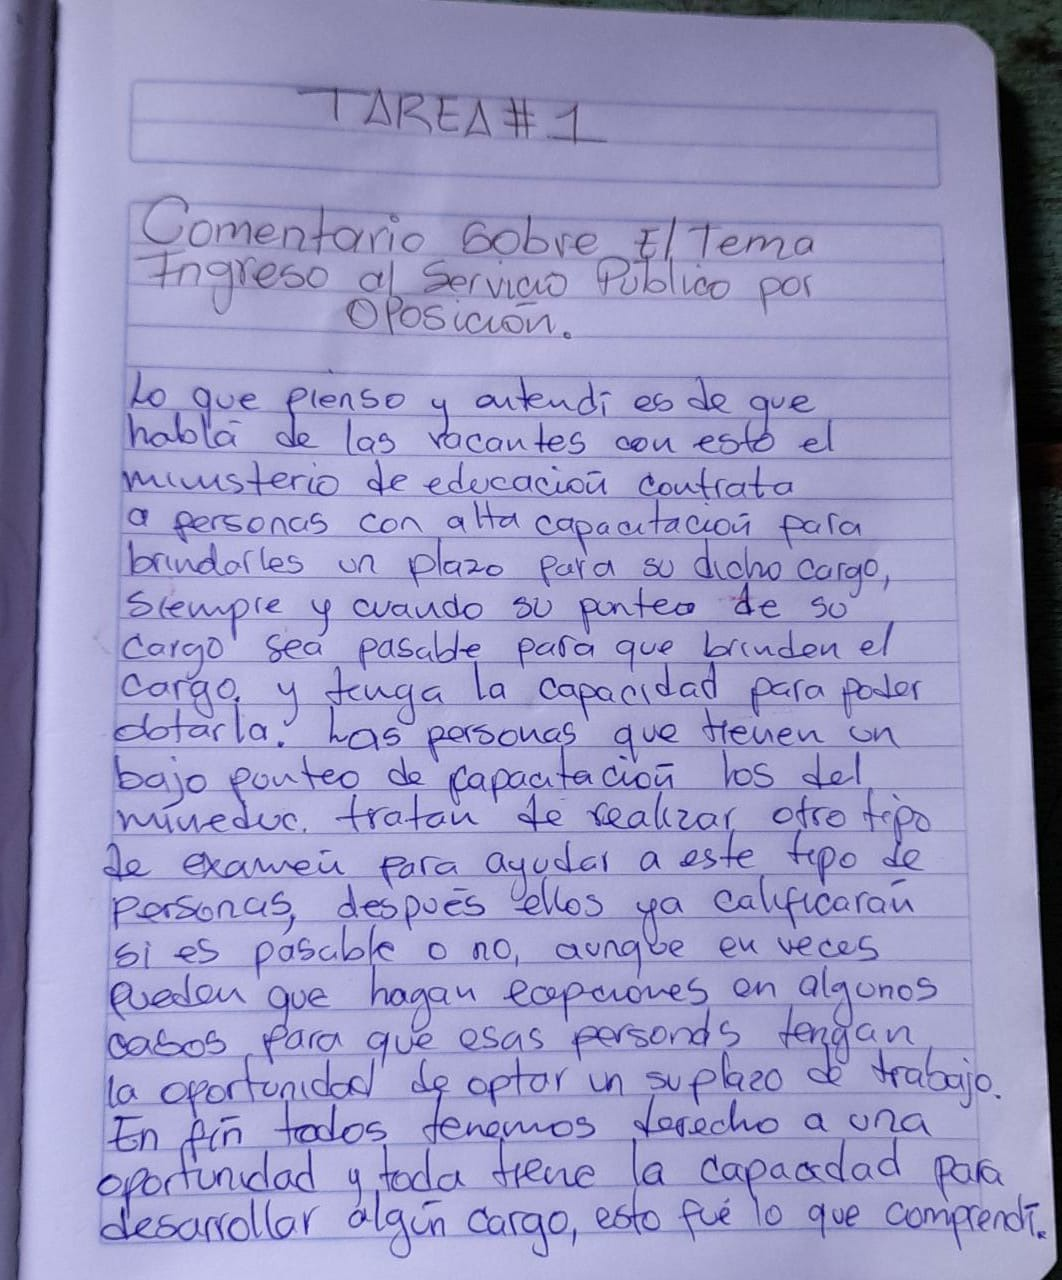 TAREA # 1
Comentario sobre El Tema
Ingreso al Servicio Público por
Oposición.
Lo que pienso y entendí es de que
habla de las vacantes con esto el
ministerio de educación contrata
a personas con alta capacitación para
brindarles un plazo para su dicho cargo,
siempre y cuando su punteo de su
cargo sea pasable para que brinden el
cargo y tenga la capacidad para poder
obtarla. Las personas que tienen un
bajo punteo de capacitación los del
mineduc. tratan de realizar otro tipo
de examen para ayudar a este tipo de
personas, después ellos ya calificarán
si es pasable o no, aunque en veces
pueden que hagan ecepciones en algunos
casos para que esas personas tengan
la oportunidad de optar un su plazo de trabajo.
En fin todos tenemos derecho a una
oportunidad y toda tiene la capacidad para
desarrollar algún cargo, esto fué lo que comprendí.